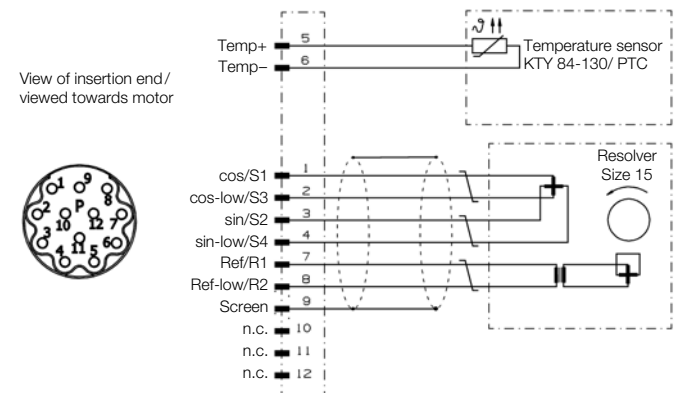 View of insertion end/
viewed towards motor
1 9 8 2 P 7 10 12 3 11 6 4 5
Temp+ 5
Temp– 6
ϑ
Temperature sensor
KTY 84-130/ PTC
cos/S1 1
cos-low/S3 2
sin/S2 3
sin-low/S4 4
Ref/R1 7
Ref-low/R2 8
Screen 9
n.c. 10
n.c. 11
n.c. 12
Resolver
Size 15